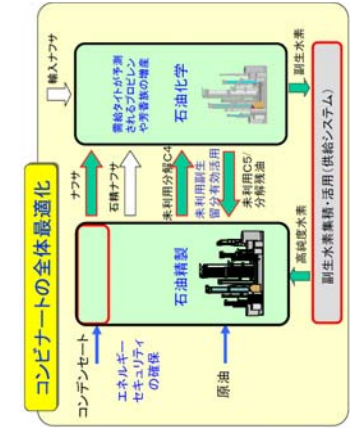 コンビナートの全体最適化
コンデンセート
エネルギー
セキュリティ
の確保
原油
石油精製
ナフサ
石精ナフサ
未利用分解C4
未利用副生
留分有効活用
未利用C5/
分解残油
輸入ナフサ
需給タイトが予測
されるプロピレン
や芳香族の増産
石油化学
高純度水素
副生水素
副生水素集積・活用(供給システム)